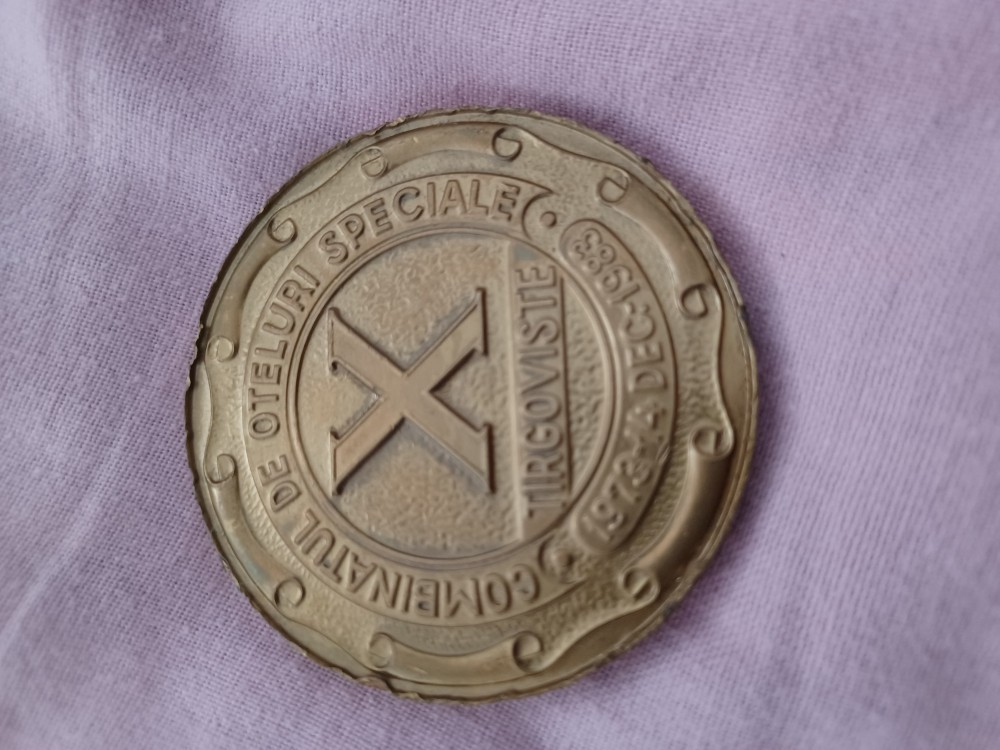 COMBINATUL DE OTELURI SPECIALE
X
TIRGOVISTE
1973-14 DEC-1983